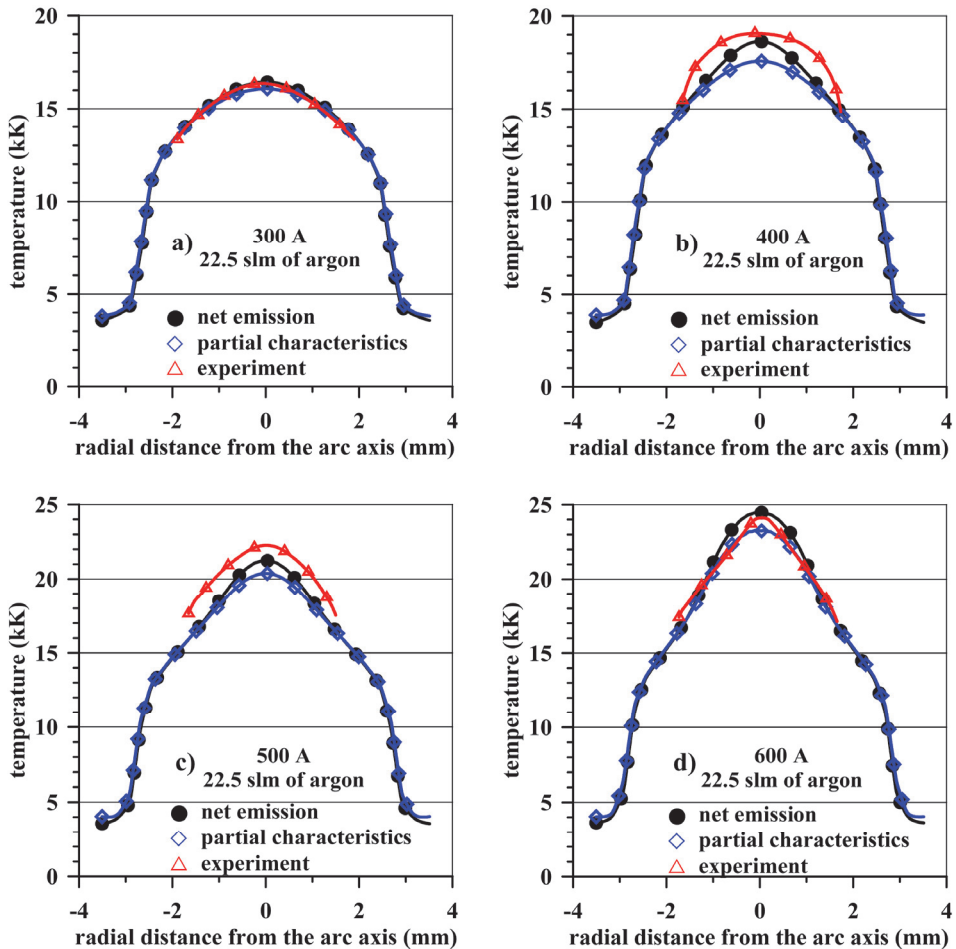 20
15
10
5
0
temperature (kK)
a)
300 A
22.5 slm of argon
net emission
partial characteristics
experiment
-4 -2 0 2 4
radial distance from the arc axis (mm)
20
15
10
5
0
temperature (kK)
b)
400 A
22.5 slm of argon
net emission
partial characteristics
experiment
-4 -2 0 2 4
radial distance from the arc axis (mm)
25
20
15
10
5
0
temperature (kK)
c)
500 A
22.5 slm of argon
net emission
partial characteristics
experiment
-4 -2 0 2 4
radial distance from the arc axis (mm)
25
20
15
10
5
0
temperature (kK)
d)
600 A
22.5 slm of argon
net emission
partial characteristics
experiment
-4 -2 0 2 4
radial distance from the arc axis (mm)